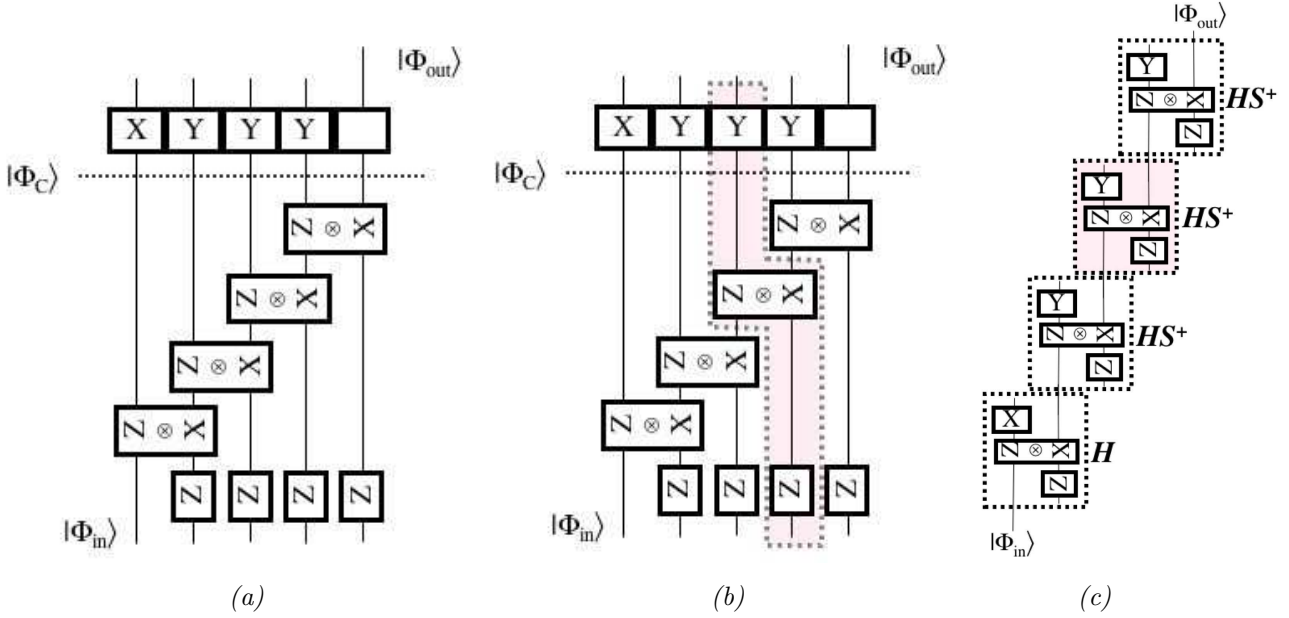 |Φout⟩
X Y Y Y
|ΦC⟩
Z ⊗ X
Z ⊗ X
Z ⊗ X
Z ⊗ X
Z Z Z Z
|Φin⟩
(a)
|Φout⟩
X Y Y Y
|ΦC⟩
Z ⊗ X
Z ⊗ X
Z ⊗ X
Z ⊗ X
Z Z Z Z
|Φin⟩
(b)
|Φout⟩
Y
Z ⊗ X HS+
Z
Y
Z ⊗ X HS+
Z
Y
Z ⊗ X HS+
Z
X
Z ⊗ X H
Z
|Φin⟩
(c)